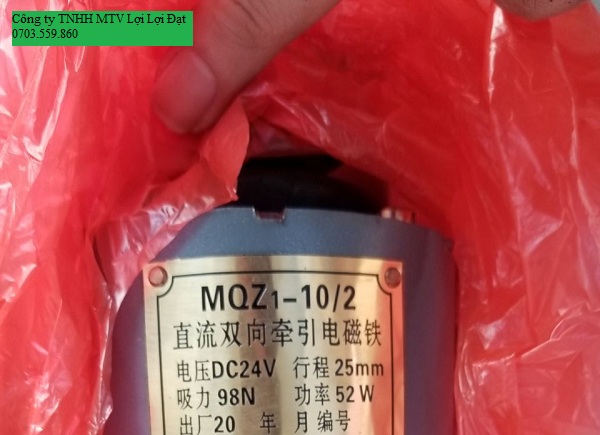 Công ty TNHH MTV Lợi Lợi Đạt
0703.559.860
MQZ1-10/2
直流双向牵引电磁铁
电压DC24V 行程25mm
吸力98N 功率52W
出厂20 年 月编号